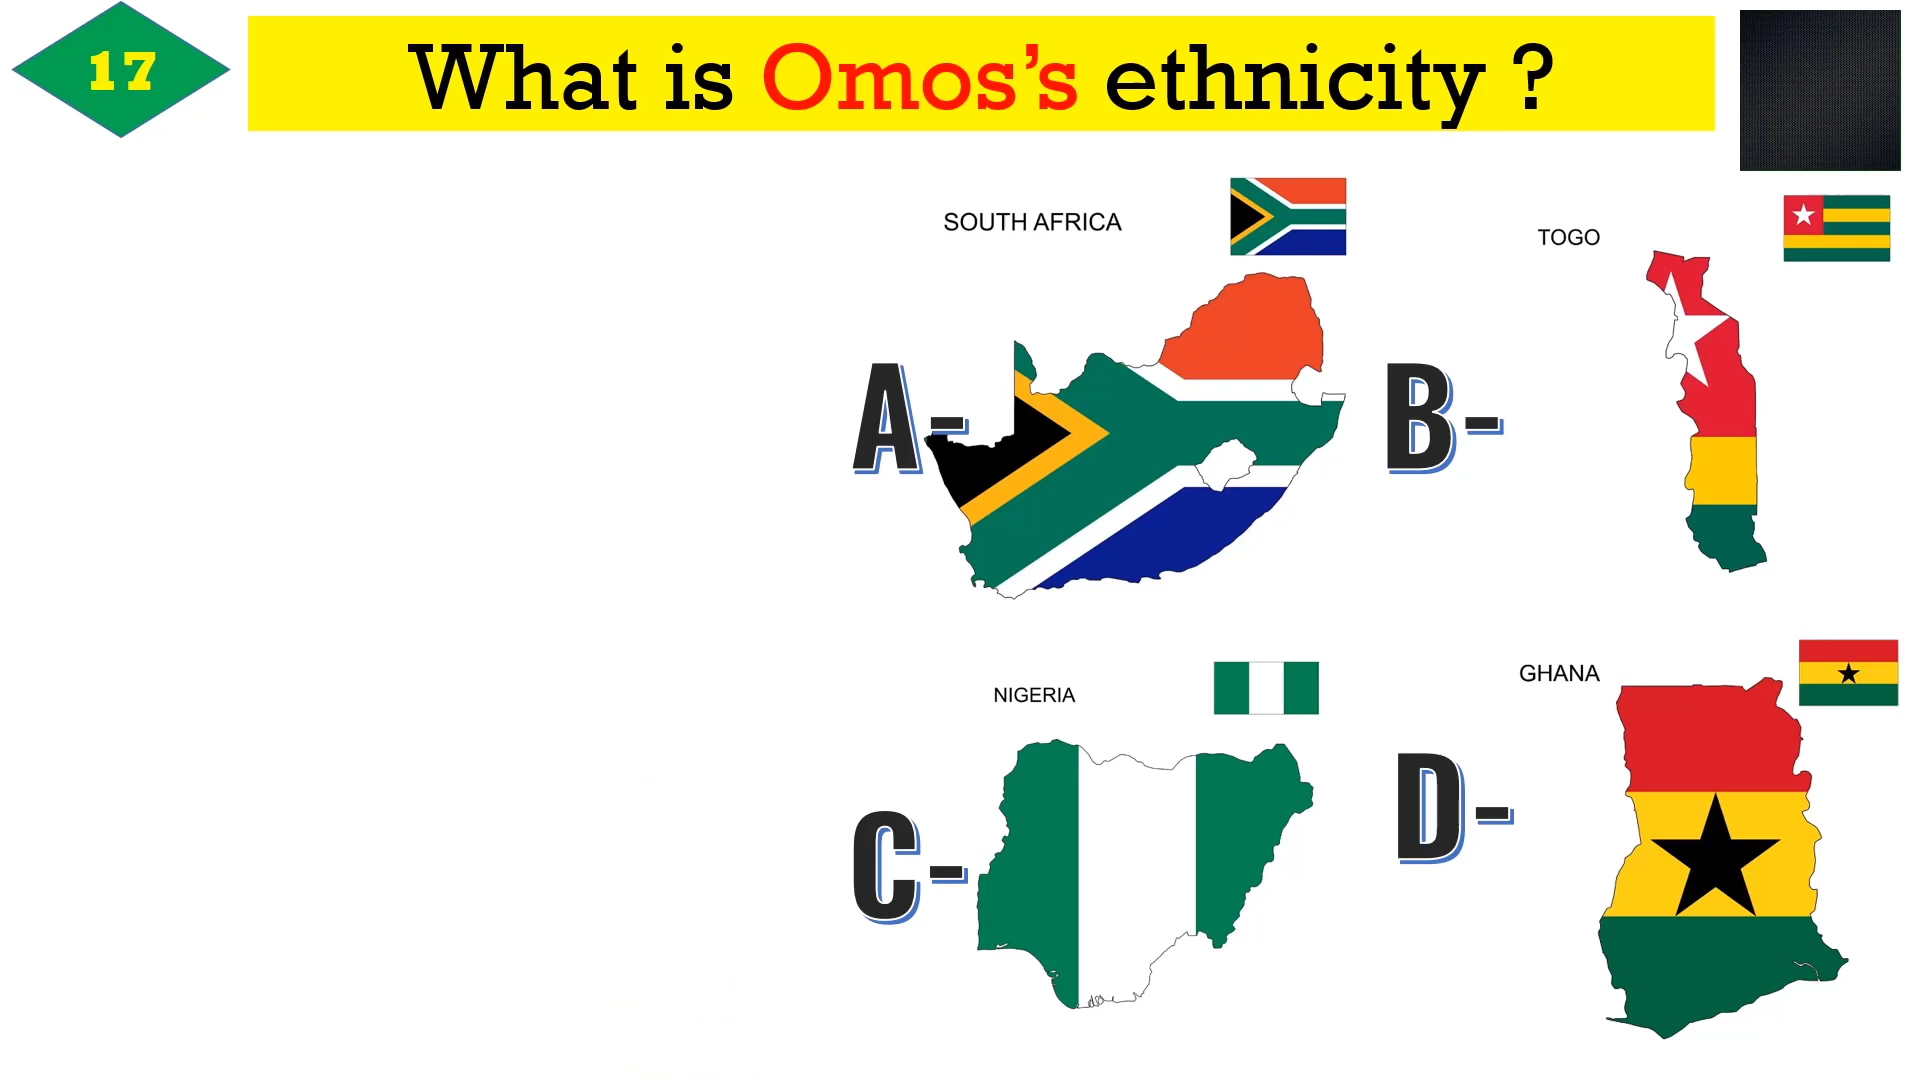 17
What is Omos’s ethnicity ?
SOUTH AFRICA
TOGO
A-
B-
NIGERIA
GHANA
C-
D-